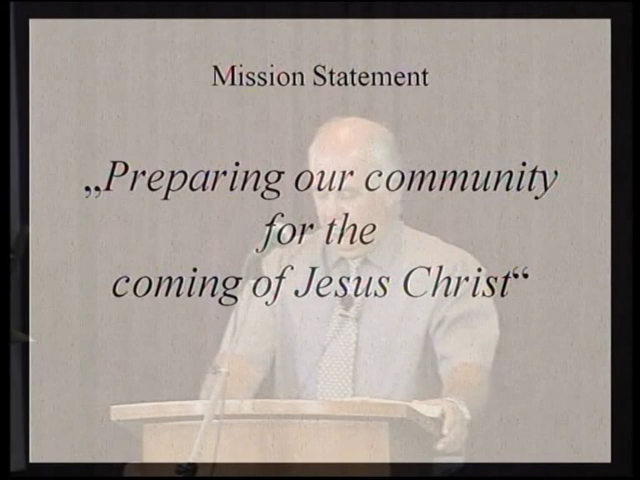 Mission Statement
„Preparing our community
for the
coming of Jesus Christ“